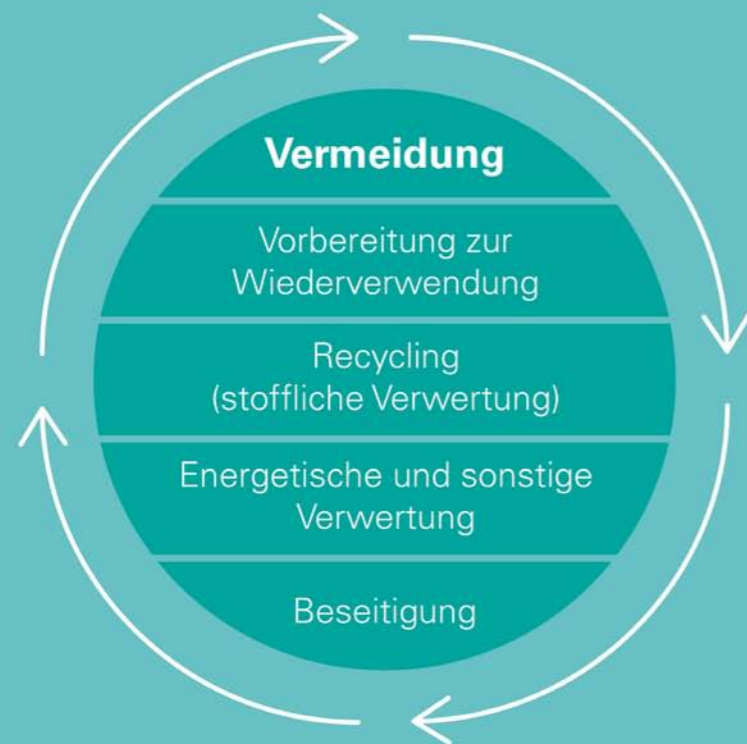 Vermeidung
Vorbereitung zur
Wiederverwendung
Recycling
(stoffliche Verwertung)
Energetische und sonstige
Verwertung
Beseitigung